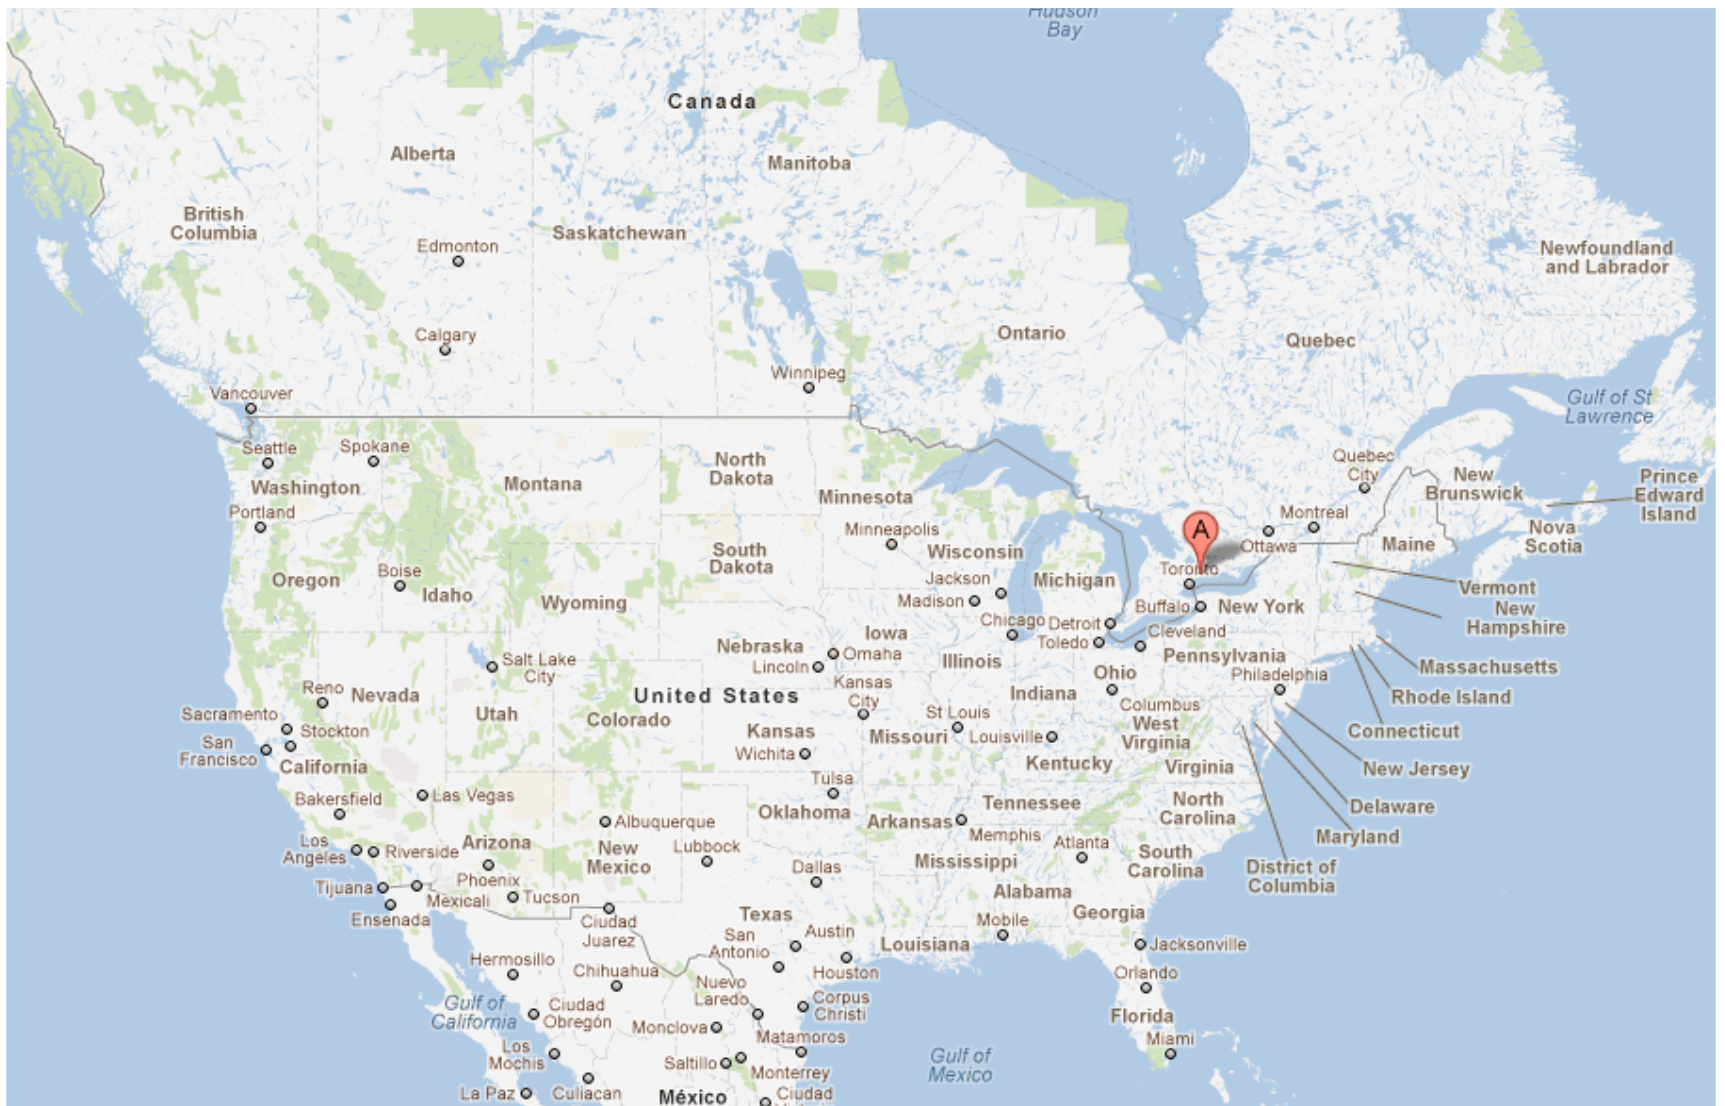 Hudson
Bay
Canada
Alberta
Manitoba
British
Columbia
Saskatchewan
Edmonton
Newfoundland
and Labrador
Calgary
Ontario
Quebec
Winnipeg
Vancouver
Gulf of St
Lawrence
Seattle
Spokane
Washington
Montana
North
Dakota
Minnesota
Quebec
City
New
Brunswick
Prince
Edward
Island
Portland
Minneapolis
Wisconsin
A
Montreal
Ottawa
Maine
Nova
Scotia
South
Dakota
Oregon
Boise
Idaho
Wyoming
Jackson
Madison
Michigan
Toronto
Vermont
New
Hampshire
Buffalo
New York
Chicago
Detroit
Toledo
Cleveland
Nebraska
Iowa
Omaha
Lincoln
Illinois
Pennsylvania
Massachusetts
Salt Lake
City
Ohio
Philadelphia
Rhode Island
Reno
Nevada
United States
Kansas
City
Indiana
Columbus
Connecticut
Sacramento
Stockton
San
Francisco
California
Utah
Colorado
Kansas
Wichita
Missouri
St Louis
Louisville
West
Virginia
Kentucky
Virginia
New Jersey
Bakersfield
Las Vegas
Tulsa
Oklahoma
Arkansas
Tennessee
Memphis
North
Carolina
Delaware
Maryland
Los
Angeles
Riverside
Arizona
Albuquerque
New
Mexico
Lubbock
Dallas
Mississippi
Atlanta
South
Carolina
District of
Columbia
Tijuana
Mexicali
Phoenix
Tucson
Ensenada
Ciudad
Juarez
Texas
Alabama
Georgia
San
Antonio
Austin
Houston
Louisiana
Mobile
Jacksonville
Hermosillo
Chihuahua
Nuevo
Laredo
Corpus
Christi
Orlando
Gulf of
California
Ciudad
Obregón
Monclova
Matamoros
Florida
Miami
Los
Mochis
Saltillo
Monterrey
Gulf of
Mexico
La Paz
Culiacan
México
Ciudad